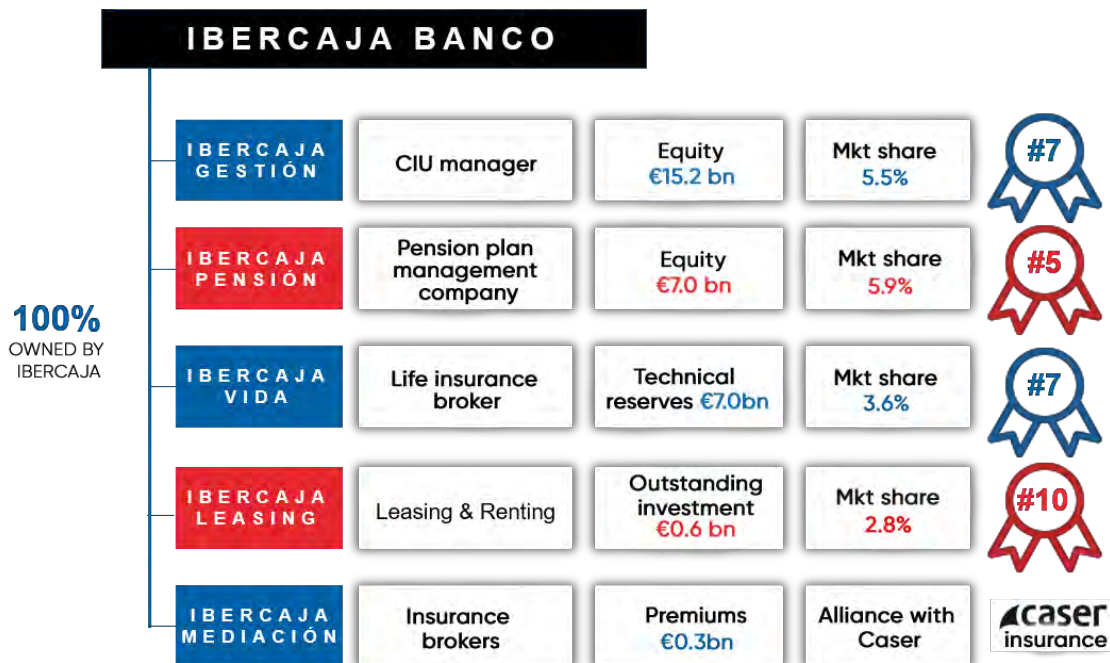 IBERCAJA BANCO
IBERCAJA
GESTIÓN
CIU manager
Equity
€15.2 bn
Mkt share
5.5%
#7
IBERCAJA
PENSIÓN
Pension plan
management
company
Equity
€7.0 bn
Mkt share
5.9%
#5
100%
OWNED BY
IBERCAJA
IBERCAJA
VIDA
Life insurance
broker
Technical
reserves €7.0bn
Mkt share
3.6%
#7
IBERCAJA
LEASING
Leasing & Renting
Outstanding
investment
€0.6 bn
Mkt share
2.8%
#10
IBERCAJA
MEDIACIÓN
Insurance
brokers
Premiums
€0.3bn
Alliance with
Caser
caser
insurance